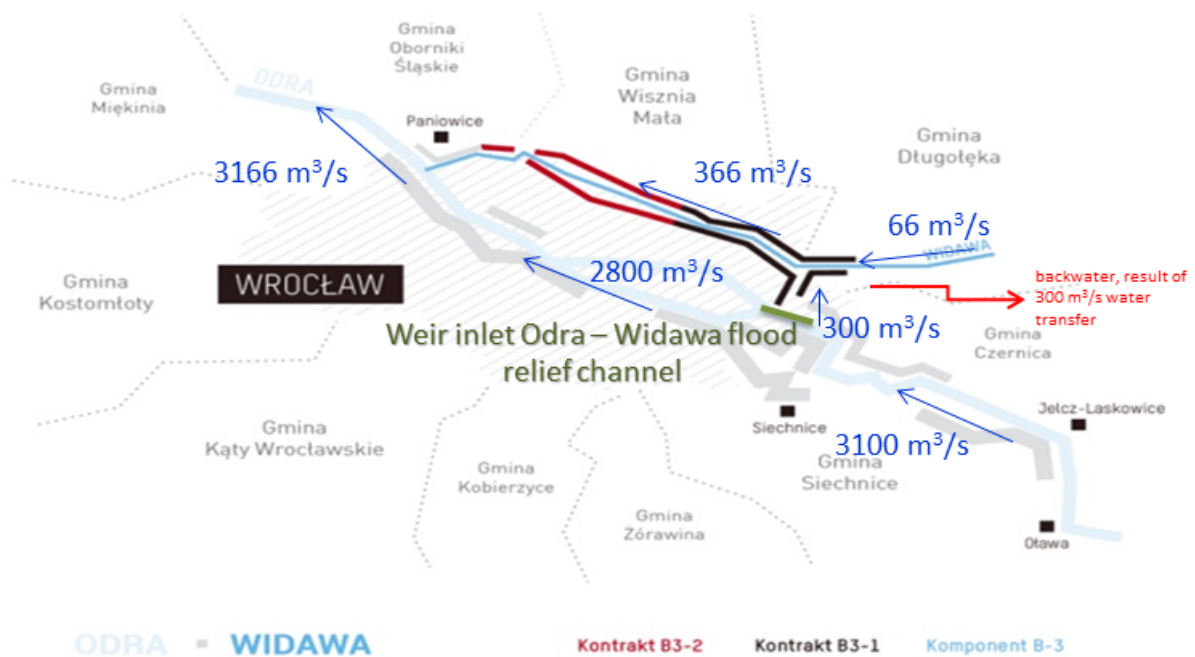 Gmina
Oborniki
Śląskie
ODRA
Gmina
Miękinia
Gmina
Wisznia
Mała
Paniowice
Gmina
Długołęka
3166 m³/s
366 m³/s
66 m³/s
WIDAWA
Gmina
Kostomłoty
WROCŁAW
2800 m³/s
backwater, result of
300 m³/s water
transfer
Weir inlet Odra – Widawa flood
relief channel
300 m³/s
Gmina
Czernica
Jelcz-Laskowice
Siechnice
Gmina
Kąty Wrocławskie
3100 m³/s
Gmina
Siechnice
Gmina
Kobierzyce
Gmina
Żórawina
Oława
ODRA = WIDAWA
Kontrakt B3-2 Kontrakt B3-1 Komponent B-3